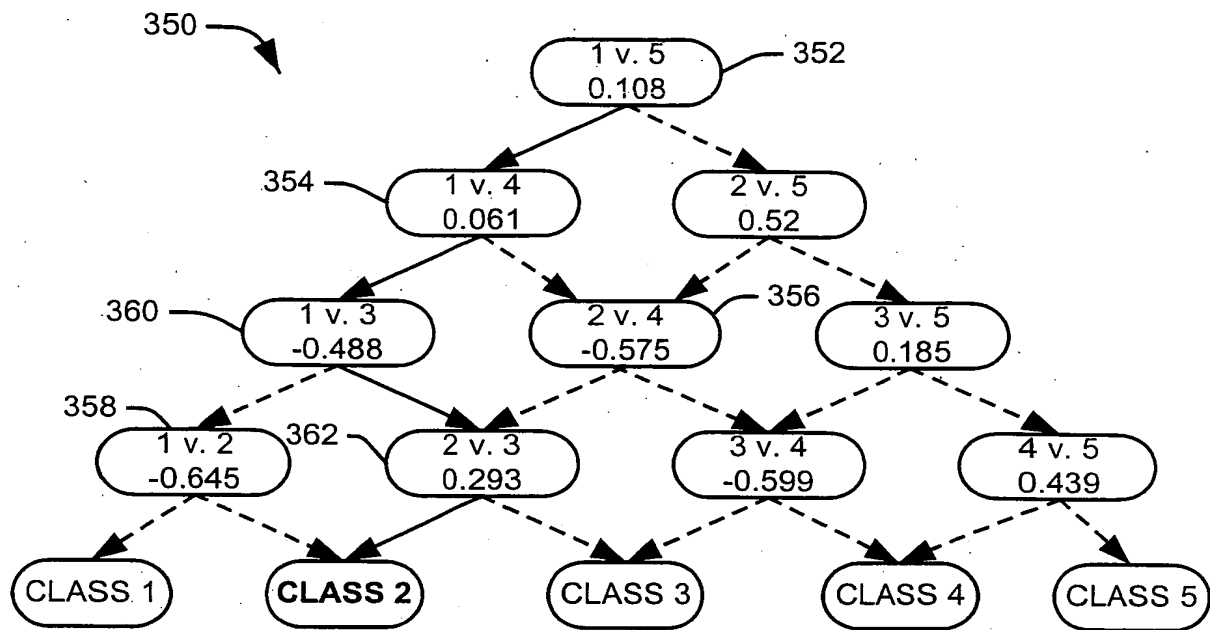 350
1 v. 5
0.108
352
354
1 v. 4
0.061
2 v. 5
0.52
360
1 v. 3
-0.488
2 v. 4
-0.575
356
3 v. 5
0.185
358
1 v. 2
-0.645
362
2 v. 3
0.293
3 v. 4
-0.599
4 v. 5
0.439
CLASS 1
CLASS 2
CLASS 3
CLASS 4
CLASS 5